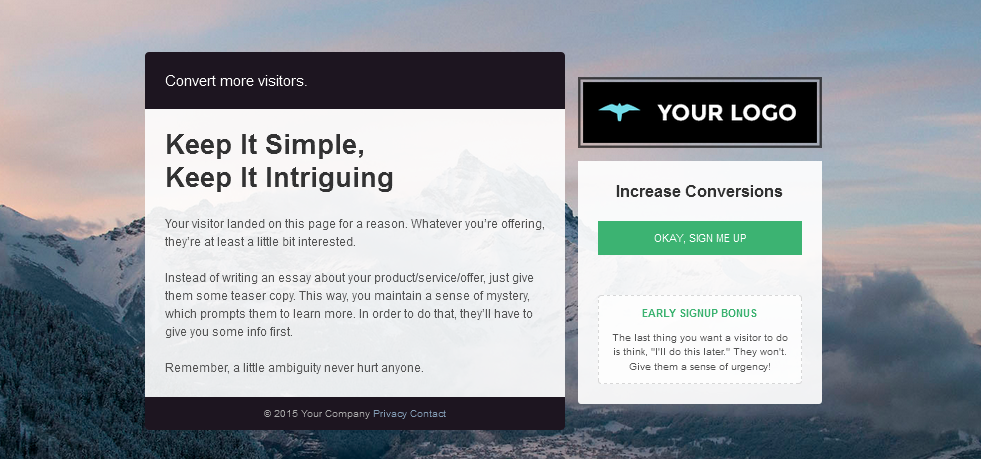 Convert more visitors.
Keep It Simple,
Keep It Intriguing
Your visitor landed on this page for a reason. Whatever you're offering,
they're at least a little bit interested.
Instead of writing an essay about your product/service/offer, just give
them some teaser copy. This way, you maintain a sense of mystery,
which prompts them to learn more. In order to do that, they'll have to
give you some info first.
Remember, a little ambiguity never hurt anyone.
© 2015 Your Company Privacy Contact
YOUR LOGO
Increase Conversions
OKAY, SIGN ME UP
EARLY SIGNUP BONUS
The last thing you want a visitor to do
is think, "I'll do this later." They won't.
Give them a sense of urgency!